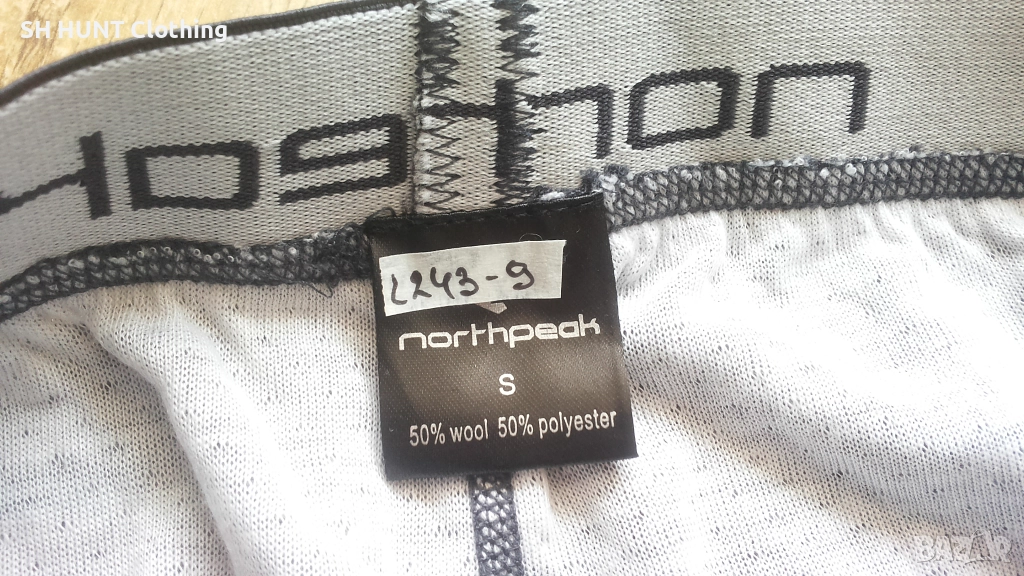 SH HUNT Clothing
L243-9
northpeak
S
50% wool 50% polyester
BAZAR